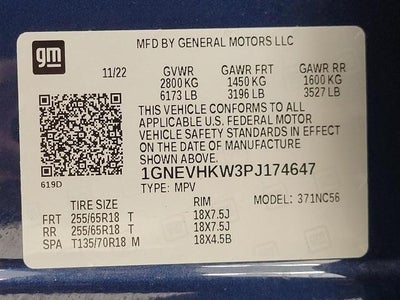 gm
MFD BY GENERAL MOTORS LLC
11/22 GVWR GAWR FRT GAWR RR
2800 KG 1450 KG 1600 KG
6173 LB 3196 LB 3527 LB
THIS VEHICLE CONFORMS TO ALL
APPLICABLE U.S. FEDERAL MOTOR
VEHICLE SAFETY STANDARDS IN EFFECT
ON THE DATE OF MANUFACTURE
SHOWN ABOVE.
619D
1GNEVHKW3PJ174647
TYPE: MPV MODEL: 371NC56
TIRE SIZE RIM
FRT 255/65R18 T 18X7.5J
RR 255/65R18 T 18X7.5J
SPA T135/70R18 M 18X4.5B